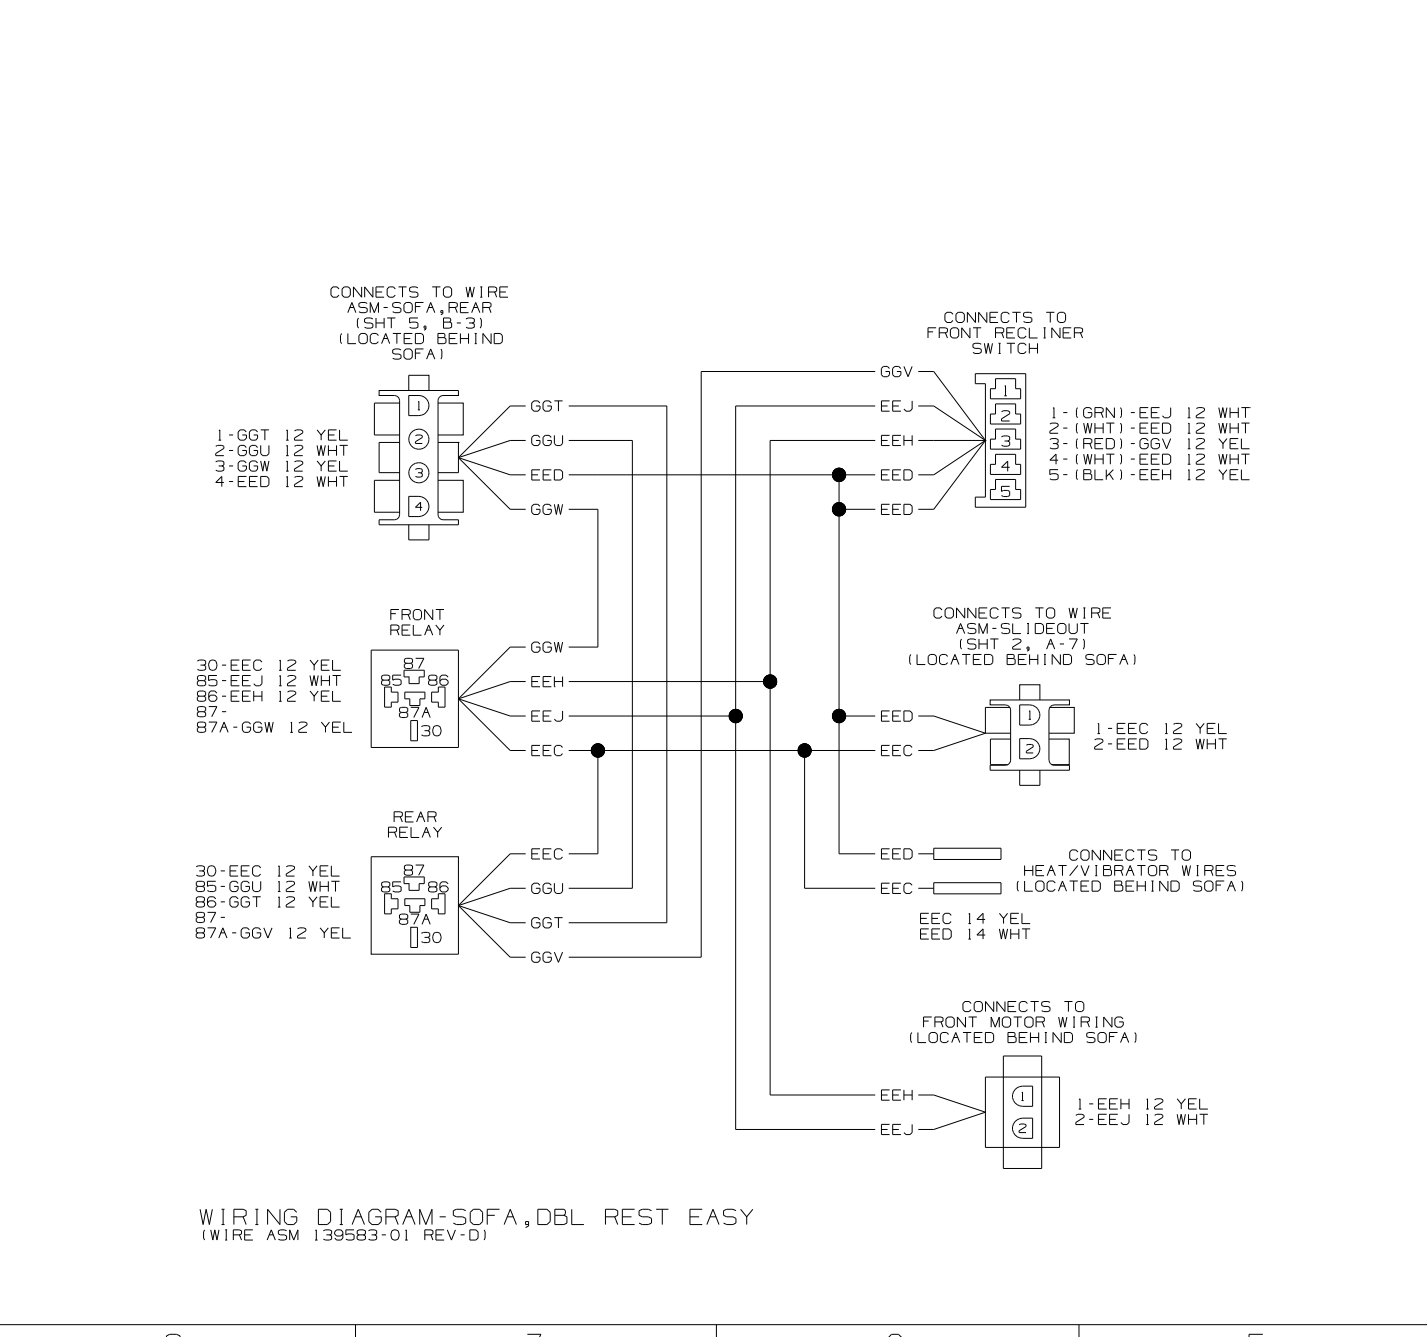 CONNECTS TO WIRE
ASM-SOFA,REAR
(SHT 5, B-3)
(LOCATED BEHIND
SOFA)
1
2
3
4
1-GGT 12 YEL
2-GGU 12 WHT
3-GGW 12 YEL
4-EED 12 WHT
GGT
GGU
EED
GGW
CONNECTS TO
FRONT RECLINER
SWITCH
GGV
EEJ
EEH
EED
EED
1
2
3
4
5
1-(GRN)-EEJ 12 WHT
2-(WHT)-EED 12 WHT
3-(RED)-GGV 12 YEL
4-(WHT)-EED 12 WHT
5-(BLK)-EEH 12 YEL
FRONT
RELAY
30-EEC 12 YEL
85-EEJ 12 WHT
86-EEH 12 YEL
87-
87A-GGW 12 YEL
87
85 86
87A
30
GGW
EEH
EEJ
EEC
CONNECTS TO WIRE
ASM-SLIDEOUT
(SHT 2, A-7)
(LOCATED BEHIND SOFA)
EED
EEC
1
2
1-EEC 12 YEL
2-EED 12 WHT
REAR
RELAY
30-EEC 12 YEL
85-GGU 12 WHT
86-GGT 12 YEL
87-
87A-GGV 12 YEL
87
85 86
87A
30
EEC
GGU
GGT
GGV
EED
EEC
CONNECTS TO
HEAT/VIBRATOR WIRES
(LOCATED BEHIND SOFA)
EEC 14 YEL
EED 14 WHT
CONNECTS TO
FRONT MOTOR WIRING
(LOCATED BEHIND SOFA)
EEH
EEJ
1
2
1-EEH 12 YEL
2-EEJ 12 WHT
WIRING DIAGRAM-SOFA,DBL REST EASY
(WIRE ASM 139583-01 REV-D)